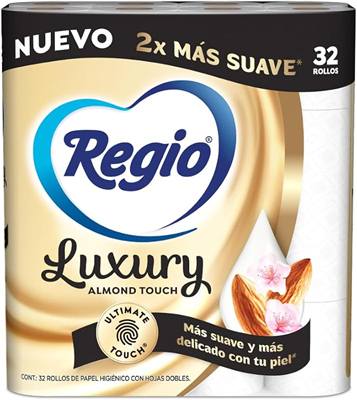 NUEVO
2x MÁS SUAVE*
32
ROLLOS
Regio®
Luxury
ALMOND TOUCH
ULTIMATE
TOUCH®
Más suave y más
delicado con tu piel*
CONT: 32 ROLLOS DE PAPEL HIGIÉNICO CON HOJAS DOBLES.